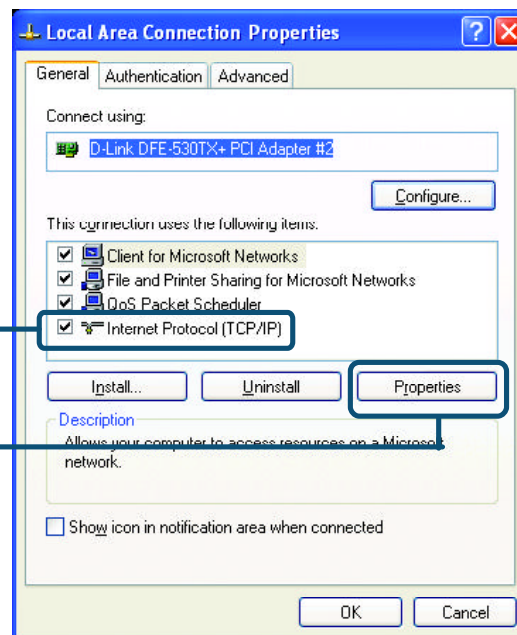 Local Area Connection Properties
General Authentication Advanced
Connect using:
D-Link DFE-530TX+ PCI Adapter #2
Configure...
This connection uses the following items:
Client for Microsoft Networks
File and Printer Sharing for Microsoft Networks
QoS Packet Scheduler
Internet Protocol (TCP/IP)
Install... Uninstall Properties
Description
Allows your computer to access resources on a Microsoft
network.
Show icon in notification area when connected
OK Cancel